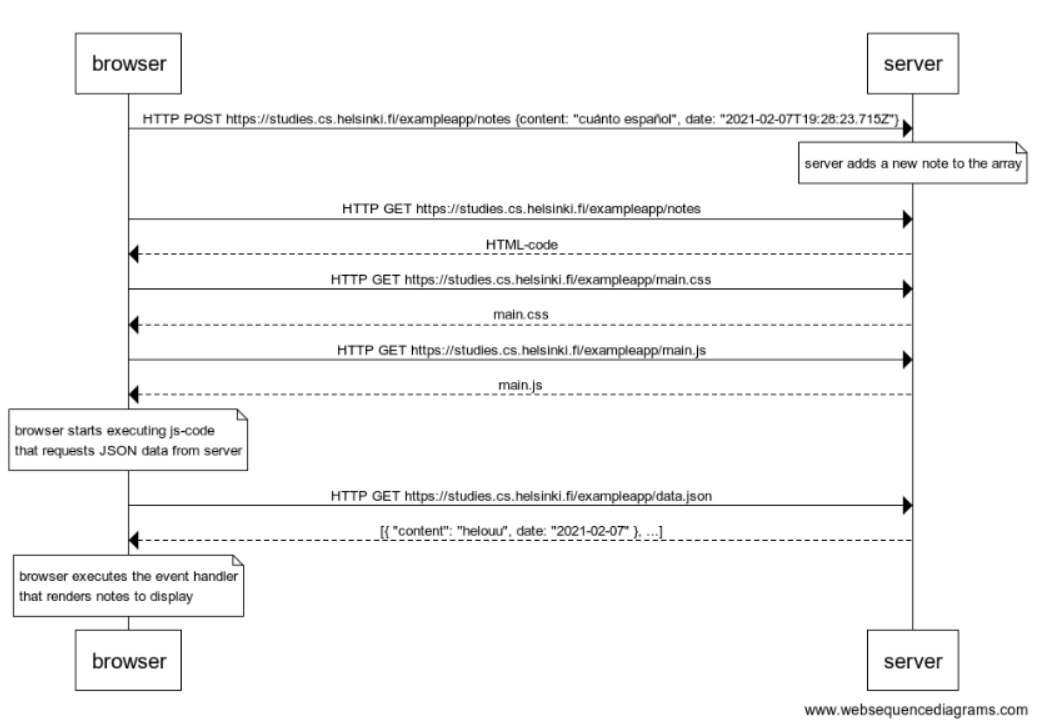 browser
server
HTTP POST https://studies.cs.helsinki.fi/exampleapp/notes {content: "cuánto español", date: "2021-02-07T19:28:23.715Z"}
server adds a new note to the array
HTTP GET https://studies.cs.helsinki.fi/exampleapp/notes
HTML-code
HTTP GET https://studies.cs.helsinki.fi/exampleapp/main.css
main.css
HTTP GET https://studies.cs.helsinki.fi/exampleapp/main.js
main.js
browser starts executing js-code
that requests JSON data from server
HTTP GET https://studies.cs.helsinki.fi/exampleapp/data.json
[{ "content": "helouu", date: "2021-02-07" }, ...]
browser executes the event handler
that renders notes to display
browser
server
www.websequencediagrams.com